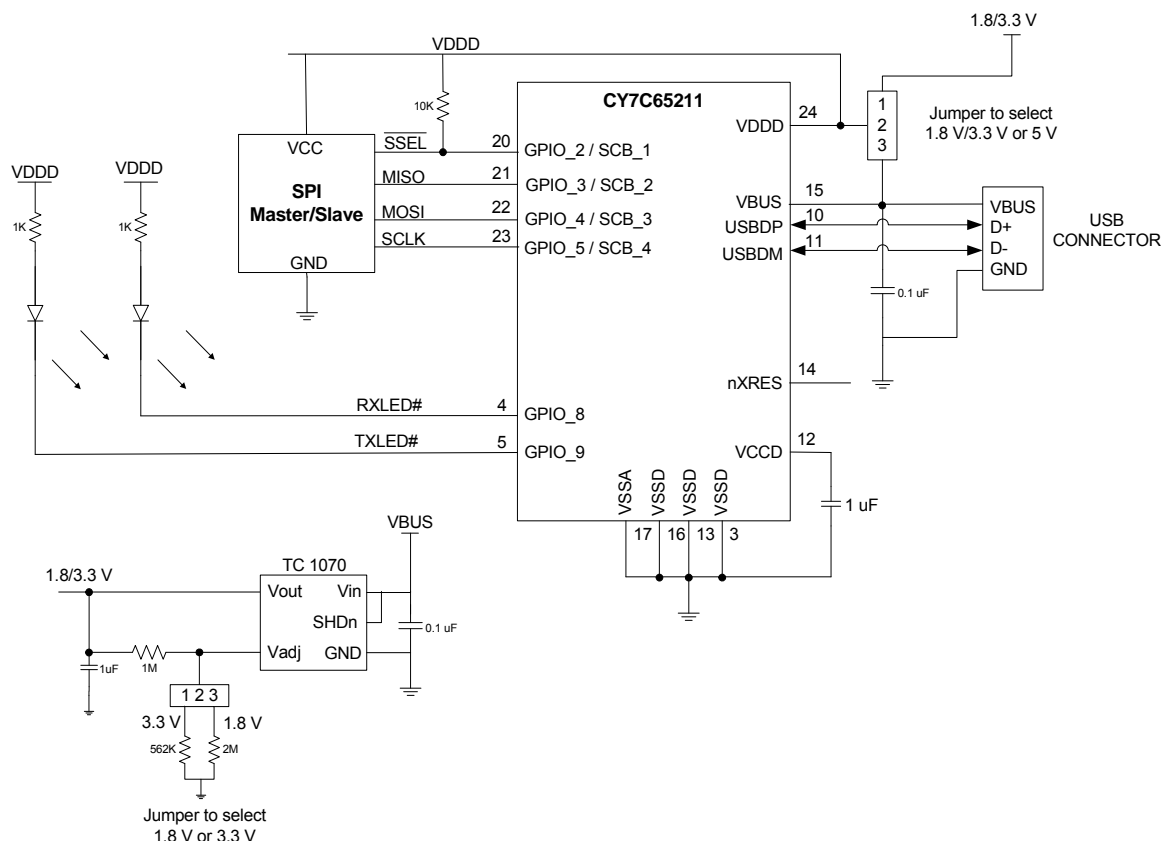 1.8/3.3 V
VDDD
CY7C65211
10K
1
2
3
Jumper to select
1.8 V/3.3 V or 5 V
24
VDDD
VCC
SPI
Master/Slave
GND
SSEL
MISO
MOSI
SCLK
20
21
22
23
GPIO_2 / SCB_1
GPIO_3 / SCB_2
GPIO_4 / SCB_3
GPIO_5 / SCB_4
VBUS
USBDP
USBDM
15
10
11
VBUS
D+
D-
GND
USB
CONNECTOR
0.1 uF
VDDD
VDDD
1K
1K
nXRES
14
RXLED#
4
GPIO_8
TXLED#
5
GPIO_9
VCCD
12
1 uF
VSSA
VSSD
VSSD
VSSD
17
16
13
3
VBUS
TC 1070
1.8/3.3 V
Vout
Vin
SHDn
Vadj
GND
0.1 uF
1uF
1M
1 2 3
3.3 V
1.8 V
562K
2M
Jumper to select
1.8 V or 3.3 V